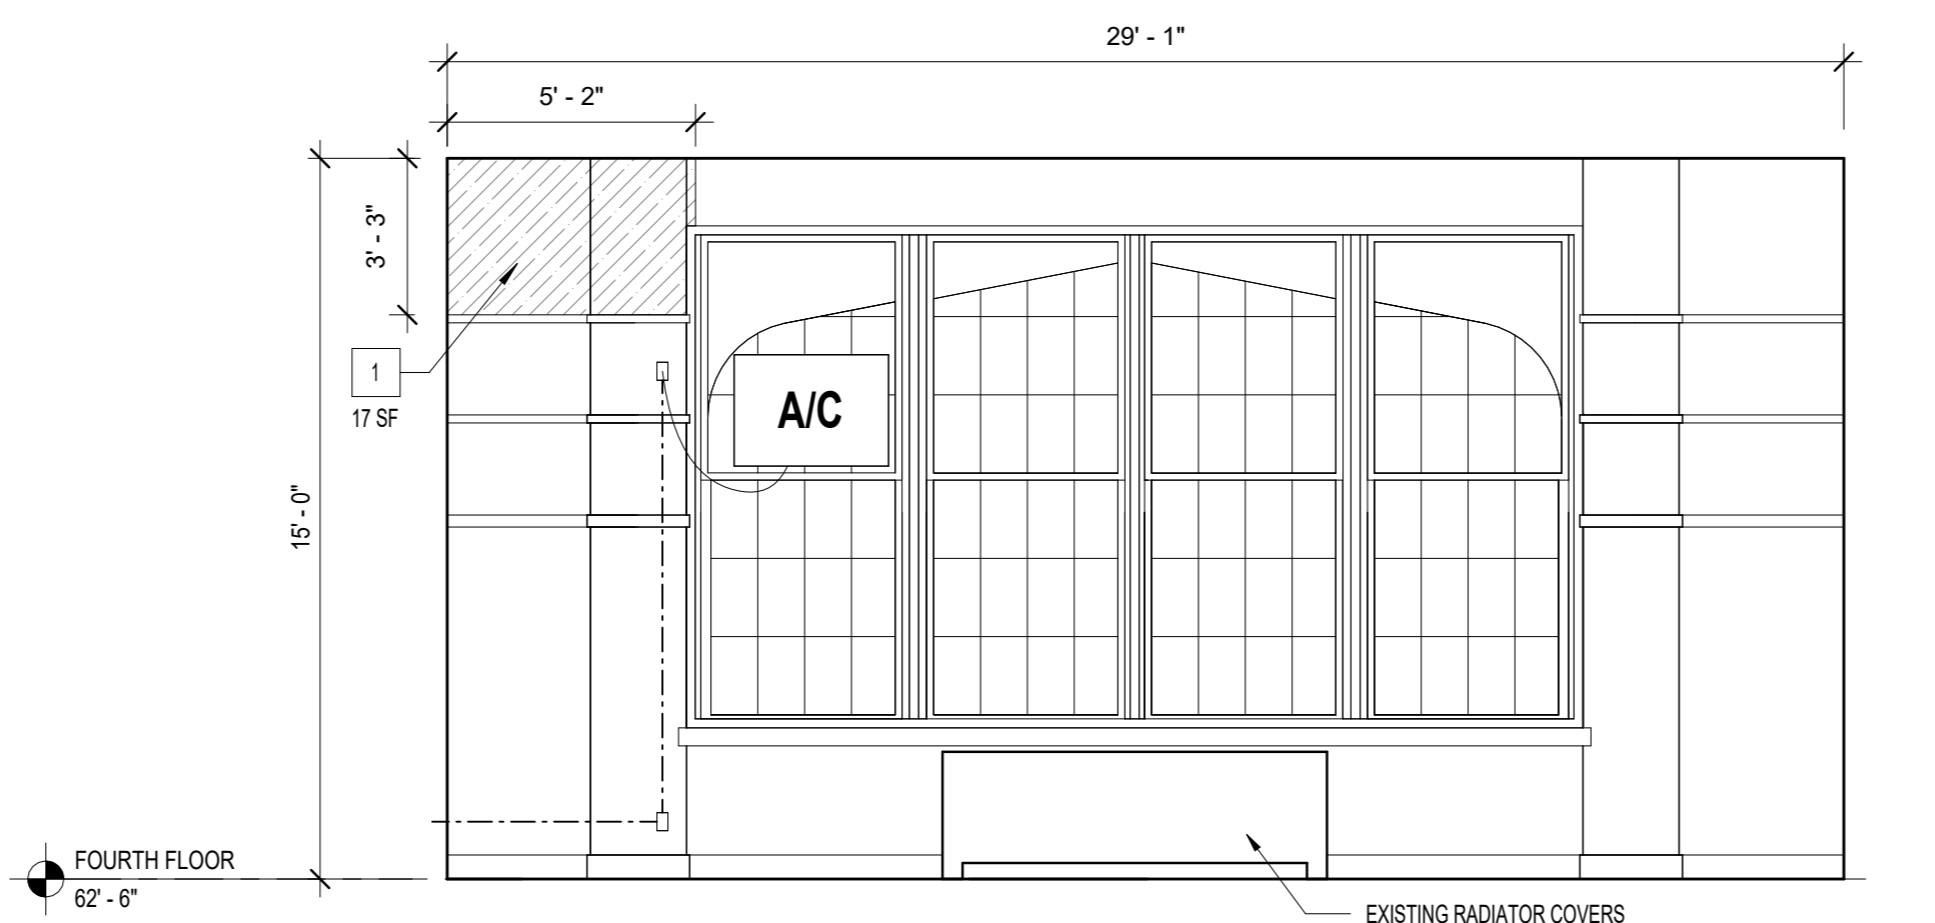 29' - 1"
5' - 2"
3' - 3"
1
17 SF
A/C
15' - 0"
FOURTH FLOOR
62' - 6"
EXISTING RADIATOR COVERS